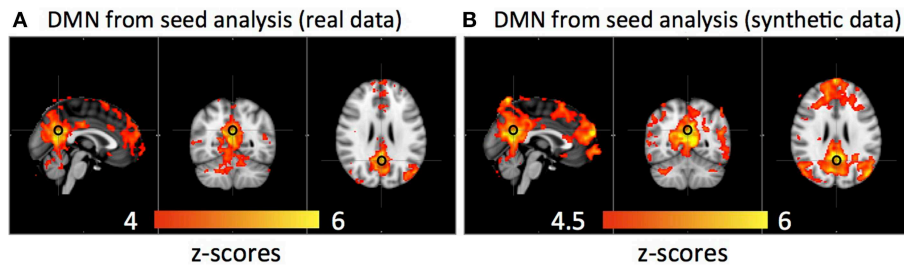 A DMN from seed analysis (real data)
4 6
z-scores
B DMN from seed analysis (synthetic data)
4.5 6
z-scores